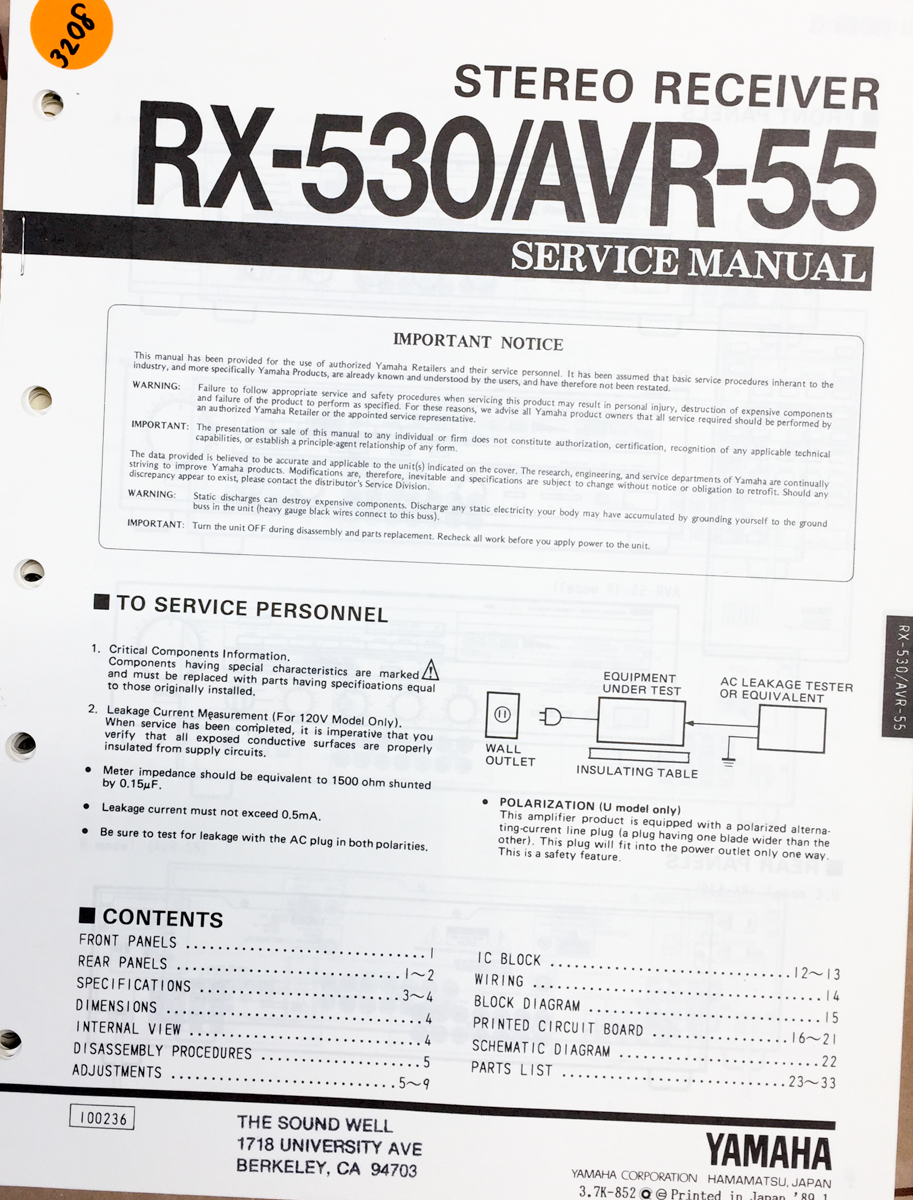 3208
STEREO RECEIVER
RX-530/AVR-55
SERVICE MANUAL
IMPORTANT NOTICE
This manual has been provided for the use of authorized Yamaha Retailers and their service personnel. It has been assumed that basic service procedures inherant to the
industry, and more specifically Yamaha Products, are already known and understood by the users, and have therefore not been restated.
WARNING: Failure to follow appropriate service and safety procedures when servicing this product may result in personal injury, destruction of expensive components
and failure of the product to perform as specified. For these reasons, we advise all Yamaha product owners that all service required should be performed by
an authorized Yamaha Retailer or the appointed service representative.
IMPORTANT: The presentation or sale of this manual to any individual or firm does not constitute authorization, certification, recognition of any applicable technical
capabilities, or establish a principle-agent relationship of any form.
The data provided is believed to be accurate and applicable to the unit(s) indicated on the cover. The research, engineering, and service departments of Yamaha are continually
striving to improve Yamaha products. Modifications are, therefore, inevitable and specifications are subject to change without notice or obligation to retrofit. Should any
discrepancy appear to exist, please contact the distributor's Service Division.
WARNING: Static discharges can destroy expensive components. Discharge any static electricity your body may have accumulated by grounding yourself to the ground
buss in the unit (heavy gauge black wires connect to this buss).
IMPORTANT: Turn the unit OFF during disassembly and parts replacement. Recheck all work before you apply power to the unit.
■ TO SERVICE PERSONNEL
1. Critical Components Information.
Components having special characteristics are marked ⚠
and must be replaced with parts having specifioations equal
to those originally installed.
2. Leakage Current Measurement (For 120V Model Only).
When service has been completed, it is imperative that you
verify that all exposed conductive surfaces are properly
insulated from supply circuits.
● Meter impedance should be equivalent to 1500 ohm shunted
by 0.15μF.
● Leakage current must not exceed 0.5mA.
● Be sure to test for leakage with the AC plug in both polarities.
EQUIPMENT
UNDER TEST
AC LEAKAGE TESTER
OR EQUIVALENT
WALL
OUTLET
INSULATING TABLE
● POLARIZATION (U model only)
This amplifier product is equipped with a polarized alterna-
ting-current line plug (a plug having one blade wider than the
other). This plug will fit into the power outlet only one way.
This is a safety feature.
RX-530/AVR-55
■ CONTENTS
FRONT PANELS ........................... 1
REAR PANELS ........................... 1～2
SPECIFICATIONS ........................ 3～4
DIMENSIONS ............................. 4
INTERNAL VIEW .......................... 4
DISASSEMBLY PROCEDURES ................. 5
ADJUSTMENTS ........................... 5～9
IC BLOCK ........................... 12～13
WIRING ................................ 14
BLOCK DIAGRAM ......................... 15
PRINTED CIRCUIT BOARD .............. 16～21
SCHEMATIC DIAGRAM ..................... 22
PARTS LIST ......................... 23～33
100236
THE SOUND WELL
1718 UNIVERSITY AVE
BERKELEY, CA 94703
YAMAHA
YAMAHA CORPORATION HAMAMATSU, JAPAN
3.7K-852 Printed in Japan '89.1